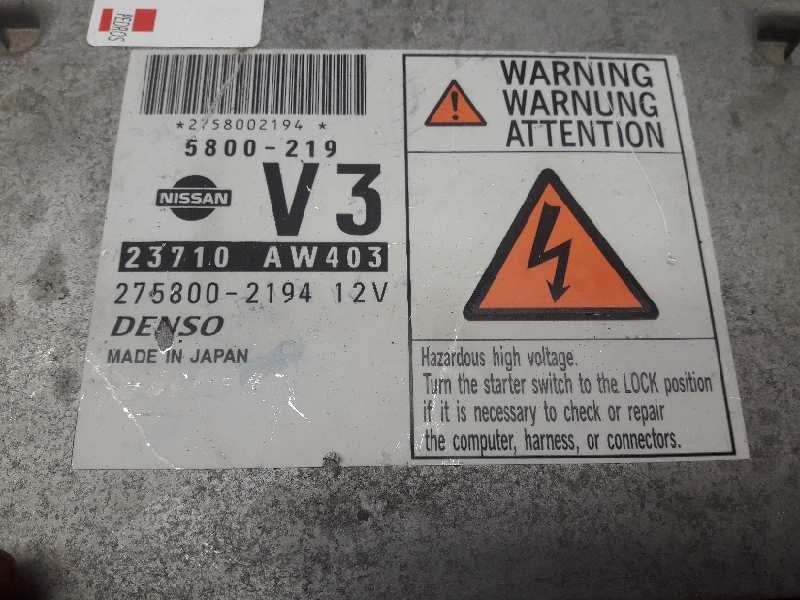 PEDROS
*2758002194*
5800-219
NISSAN
V3
23710 AW403
275800-2194 12V
DENSO
MADE IN JAPAN
WARNING
WARNUNG
ATTENTION
Hazardous high voltage.
Turn the starter switch to the LOCK position
if it is necessary to check or repair
the computer, harness, or connectors.